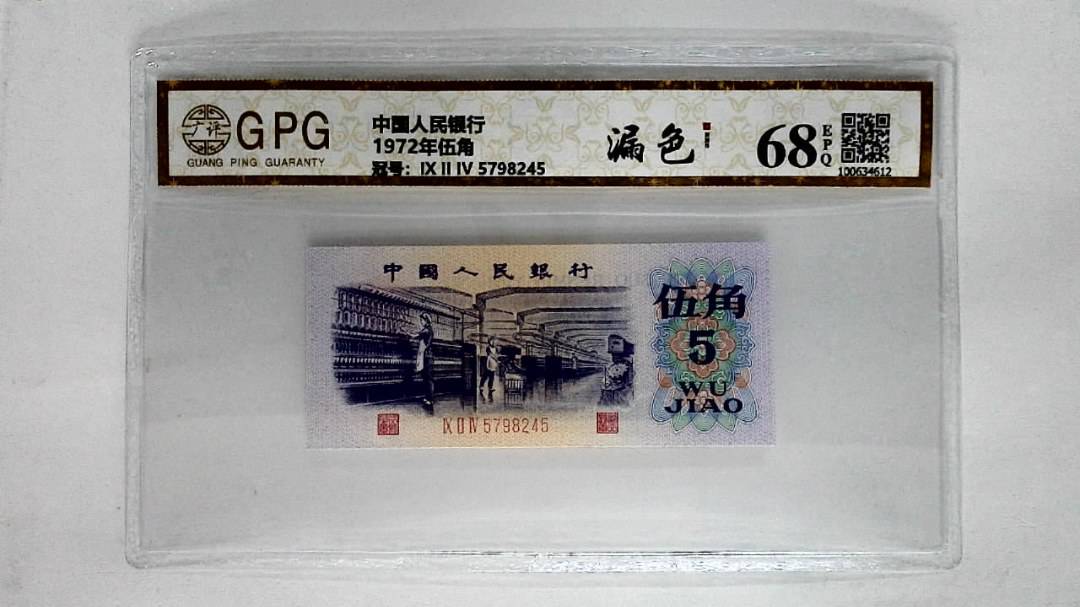 GPG
GUANG PING GUARANTY
中国人民银行
1972年伍角
冠号: IX II IV 5798245
漏色
68
EPQ
100634612
中國人民銀行
伍角
5
WU
JIAO
IX II IV 5798245